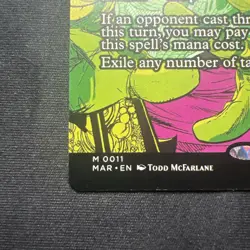 If an opponent cast thr
this turn, you may pay
this spell's mana cost.
Exile any number of ta
M 0011
MAR • EN Todd McFarlane